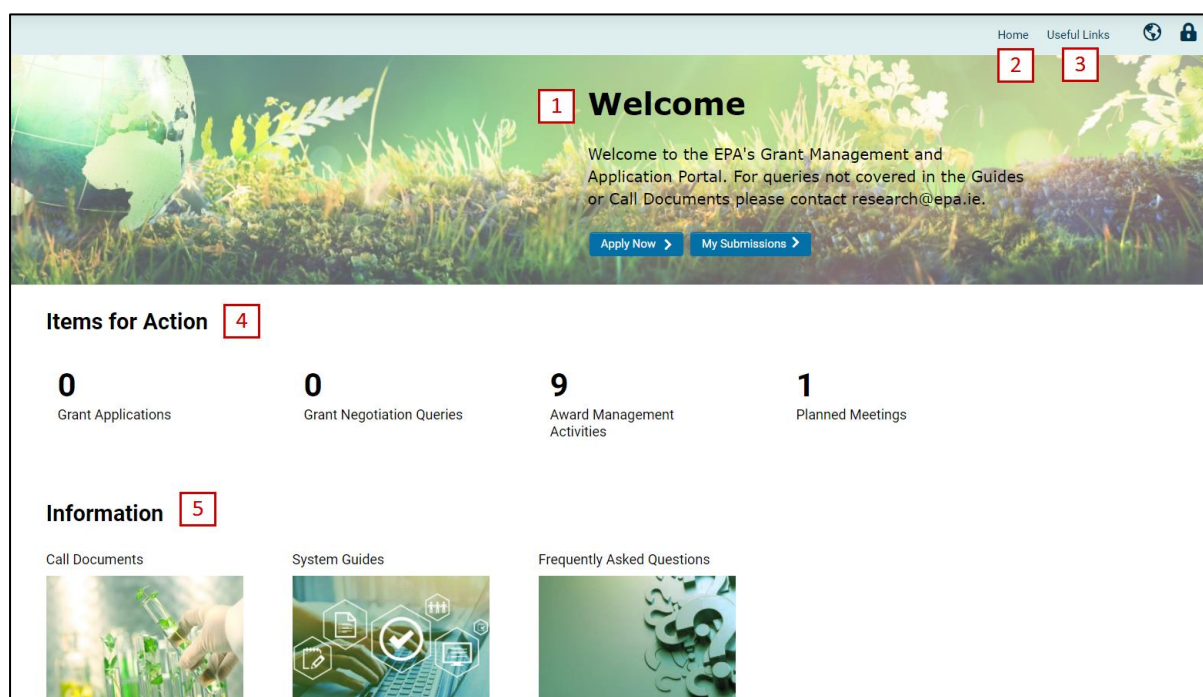 Home Useful Links
2 3
1 Welcome
Welcome to the EPA's Grant Management and
Application Portal. For queries not covered in the Guides
or Call Documents please contact research@epa.ie.
Apply Now My Submissions
Items for Action 4
0 0 9 1
Grant Applications Grant Negotiation Queries Award Management Planned Meetings
Activities
Information 5
Call Documents System Guides Frequently Asked Questions